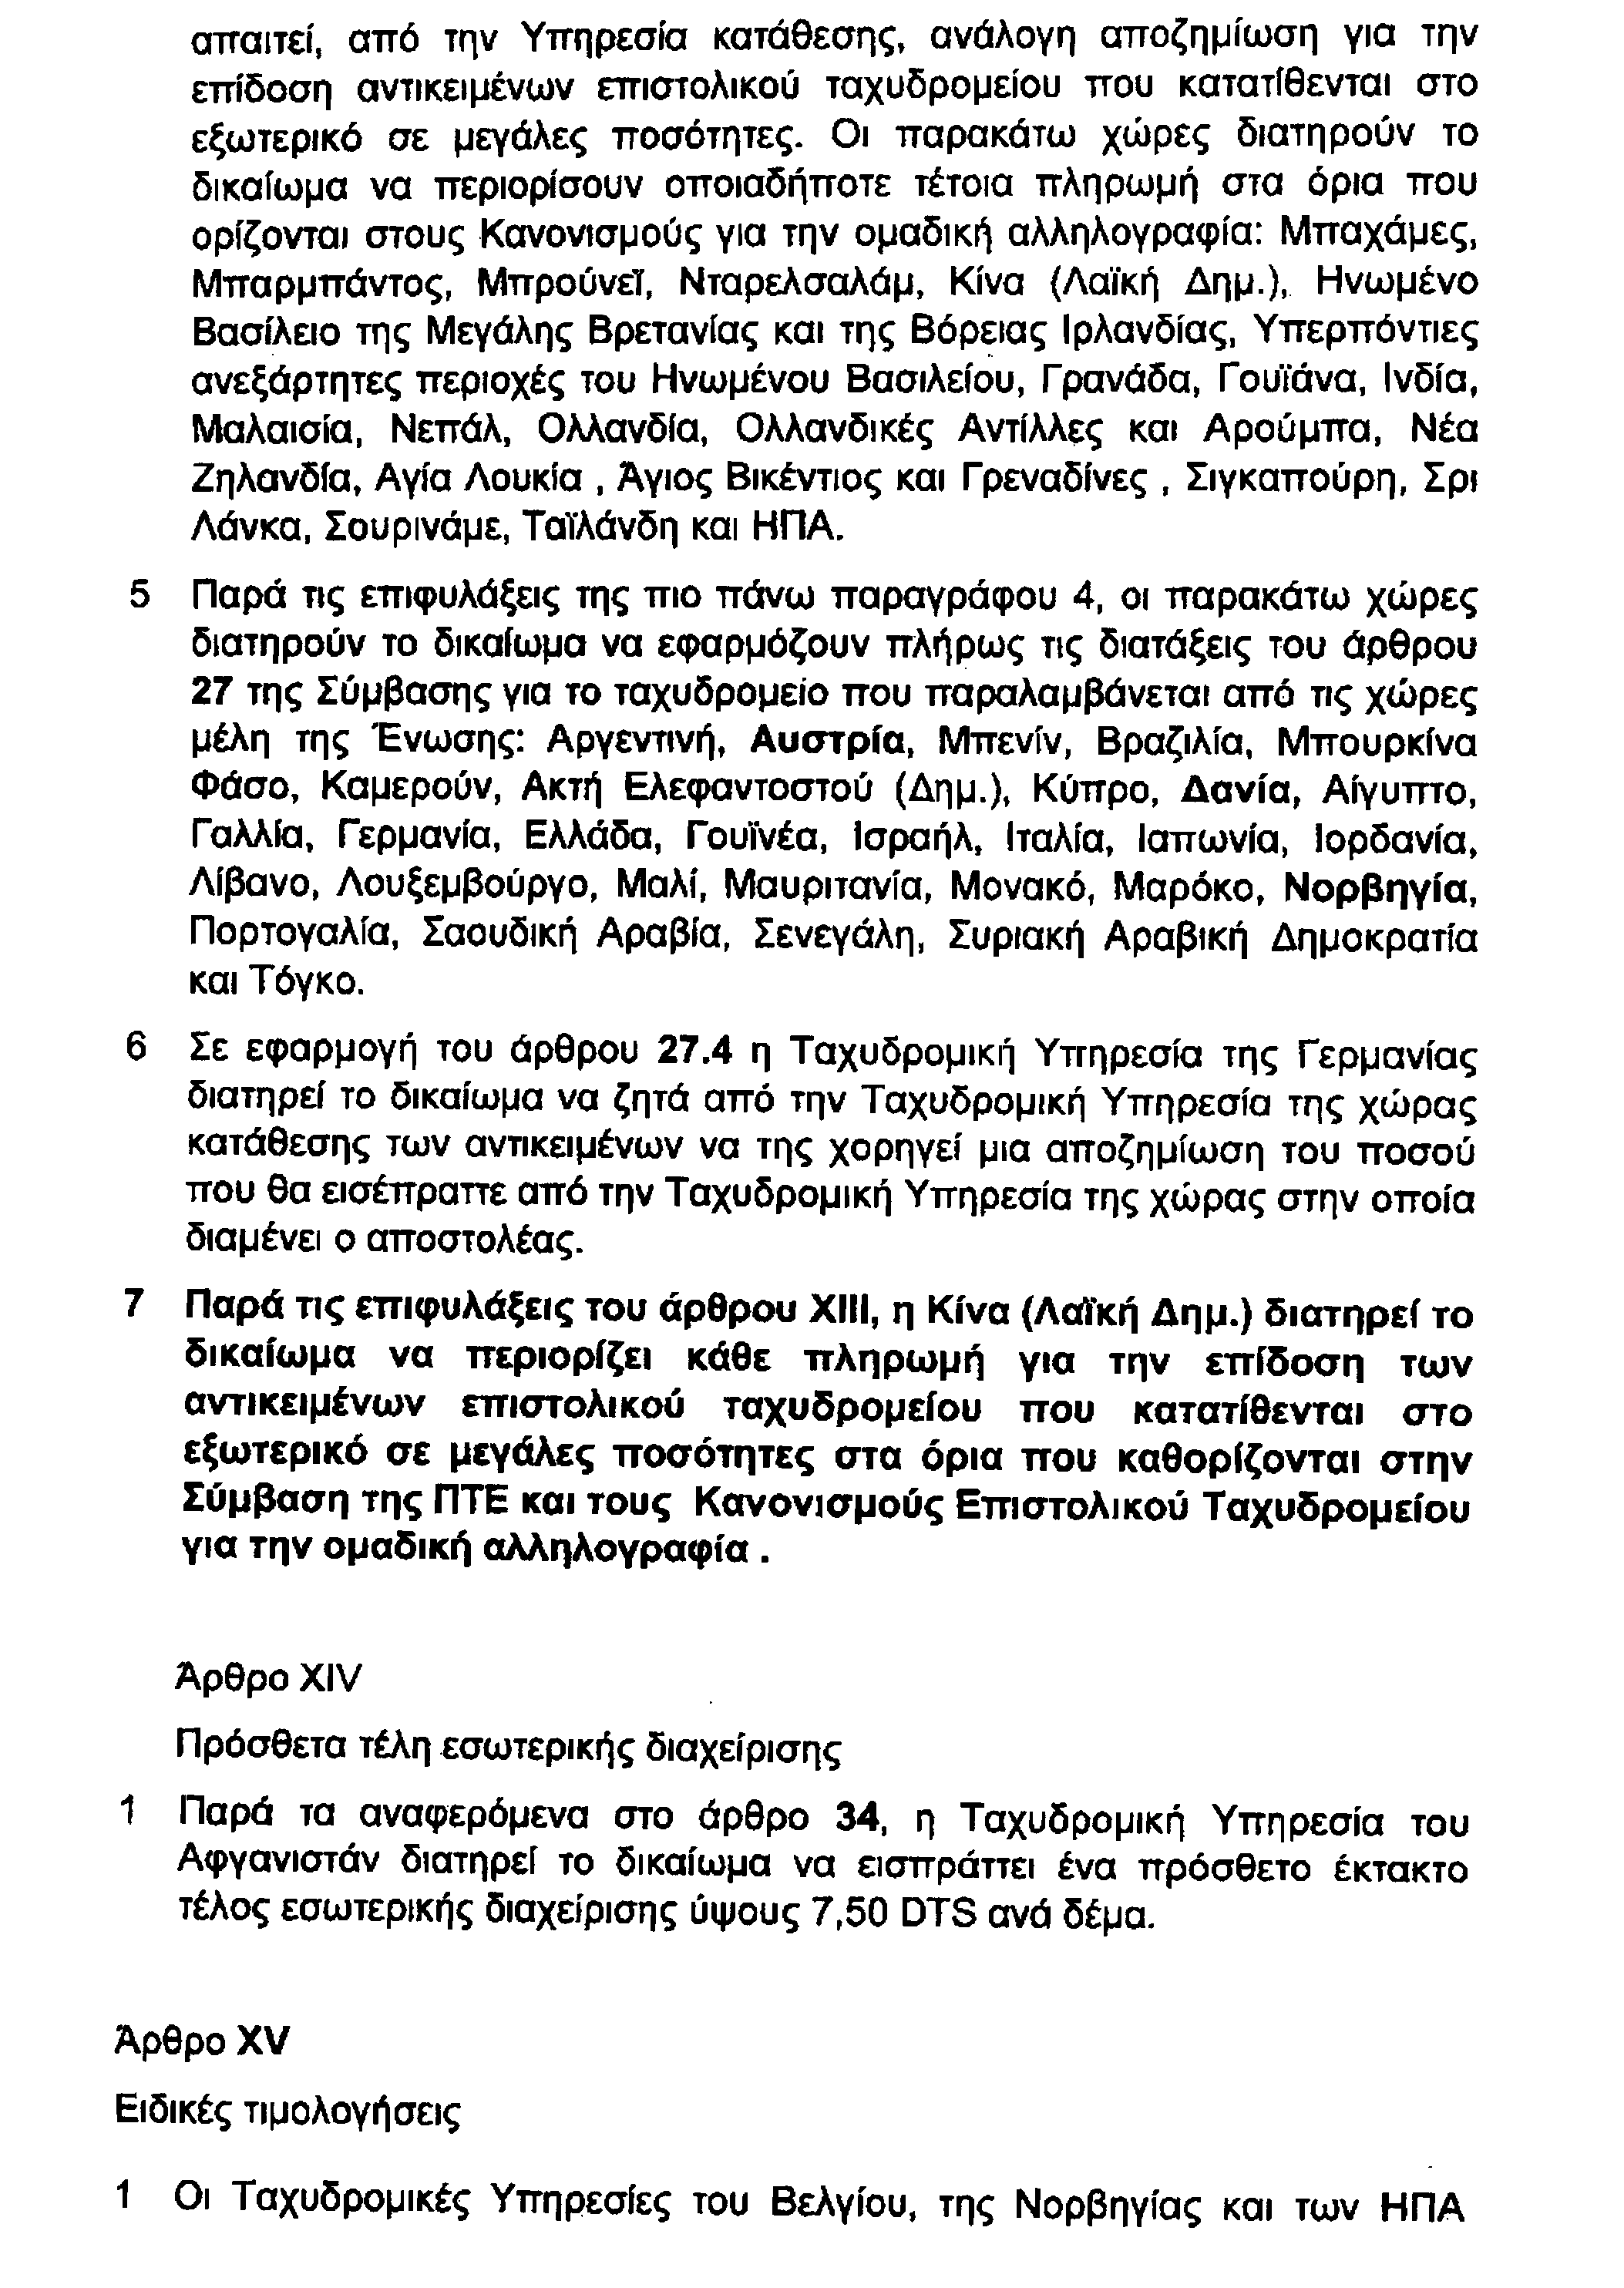 απαιτεί, από την Υπηρεσία κατάθεσης, ανάλογη αποζημίωση για την
επίδοση αντικειμένων επιστολικού ταχυδρομείου που κατατίθενται στο
εξωτερικό σε μεγάλες ποσότητες. Οι παρακάτω χώρες διατηρούν το
δικαίωμα να περιορίσουν οποιαδήποτε τέτοια πληρωμή στα όρια που
ορίζονται στους Κανονισμούς για την ομαδική αλληλογραφία: Μπαχάμες,
Μπαρμπάντος, Μπρούνεϊ, Νταρελσαλάμ, Κίνα (Λαϊκή Δημ.), Ηνωμένο
Βασίλειο της Μεγάλης Βρετανίας και της Βόρειας Ιρλανδίας, Υπερπόντιες
ανεξάρτητες περιοχές του Ηνωμένου Βασιλείου, Γρανάδα, Γουϊάνα, Ινδία,
Μαλαισία, Νεπάλ, Ολλανδία, Ολλανδικές Αντίλλες και Αρούμπα, Νέα
Ζηλανδία, Αγία Λουκία , Άγιος Βικέντιος και Γρεναδίνες , Σιγκαπούρη, Σρι
Λάνκα, Σουρινάμε, Ταϊλάνδη και ΗΠΑ.
5 Παρά τις επιφυλάξεις της πιο πάνω παραγράφου 4, οι παρακάτω χώρες
διατηρούν το δικαίωμα να εφαρμόζουν πλήρως τις διατάξεις του άρθρου
27 της Σύμβασης για το ταχυδρομείο που παραλαμβάνεται από τις χώρες
μέλη της Ένωσης: Αργεντινή, Αυστρία, Μπενίν, Βραζιλία, Μπουρκίνα
Φάσο, Καμερούν, Ακτή Ελεφαντοστού (Δημ.), Κύπρο, Δανία, Αίγυπτο,
Γαλλία, Γερμανία, Ελλάδα, Γουϊνέα, Ισραήλ, Ιταλία, Ιαπωνία, Ιορδανία,
Λίβανο, Λουξεμβούργο, Μαλί, Μαυριτανία, Μονακό, Μαρόκο, Νορβηγία,
Πορτογαλία, Σαουδική Αραβία, Σενεγάλη, Συριακή Αραβική Δημοκρατία
και Τόγκο.
6 Σε εφαρμογή του άρθρου 27.4 η Ταχυδρομική Υπηρεσία της Γερμανίας
διατηρεί το δικαίωμα να ζητά από την Ταχυδρομική Υπηρεσία της χώρας
κατάθεσης των αντικειμένων να της χορηγεί μια αποζημίωση του ποσού
που θα εισέπραττε από την Ταχυδρομική Υπηρεσία της χώρας στην οποία
διαμένει ο αποστολέας.
7 Παρά τις επιφυλάξεις του άρθρου XIII, η Κίνα (Λαϊκή Δημ.) διατηρεί το
δικαίωμα να περιορίζει κάθε πληρωμή για την επίδοση των
αντικειμένων επιστολικού ταχυδρομείου που κατατίθενται στο
εξωτερικό σε μεγάλες ποσότητες στα όρια που καθορίζονται στην
Σύμβαση της ΠΤΕ και τους Κανονισμούς Επιστολικού Ταχυδρομείου
για την ομαδική αλληλογραφία .
Άρθρο XIV
Πρόσθετα τέλη εσωτερικής διαχείρισης
1 Παρά τα αναφερόμενα στο άρθρο 34, η Ταχυδρομική Υπηρεσία του
Αφγανιστάν διατηρεί το δικαίωμα να εισπράττει ένα πρόσθετο έκτακτο
τέλος εσωτερικής διαχείρισης ύψους 7,50 DTS ανά δέμα.
Άρθρο XV
Ειδικές τιμολογήσεις
1 Οι Ταχυδρομικές Υπηρεσίες του Βελγίου, της Νορβηγίας και των ΗΠΑ